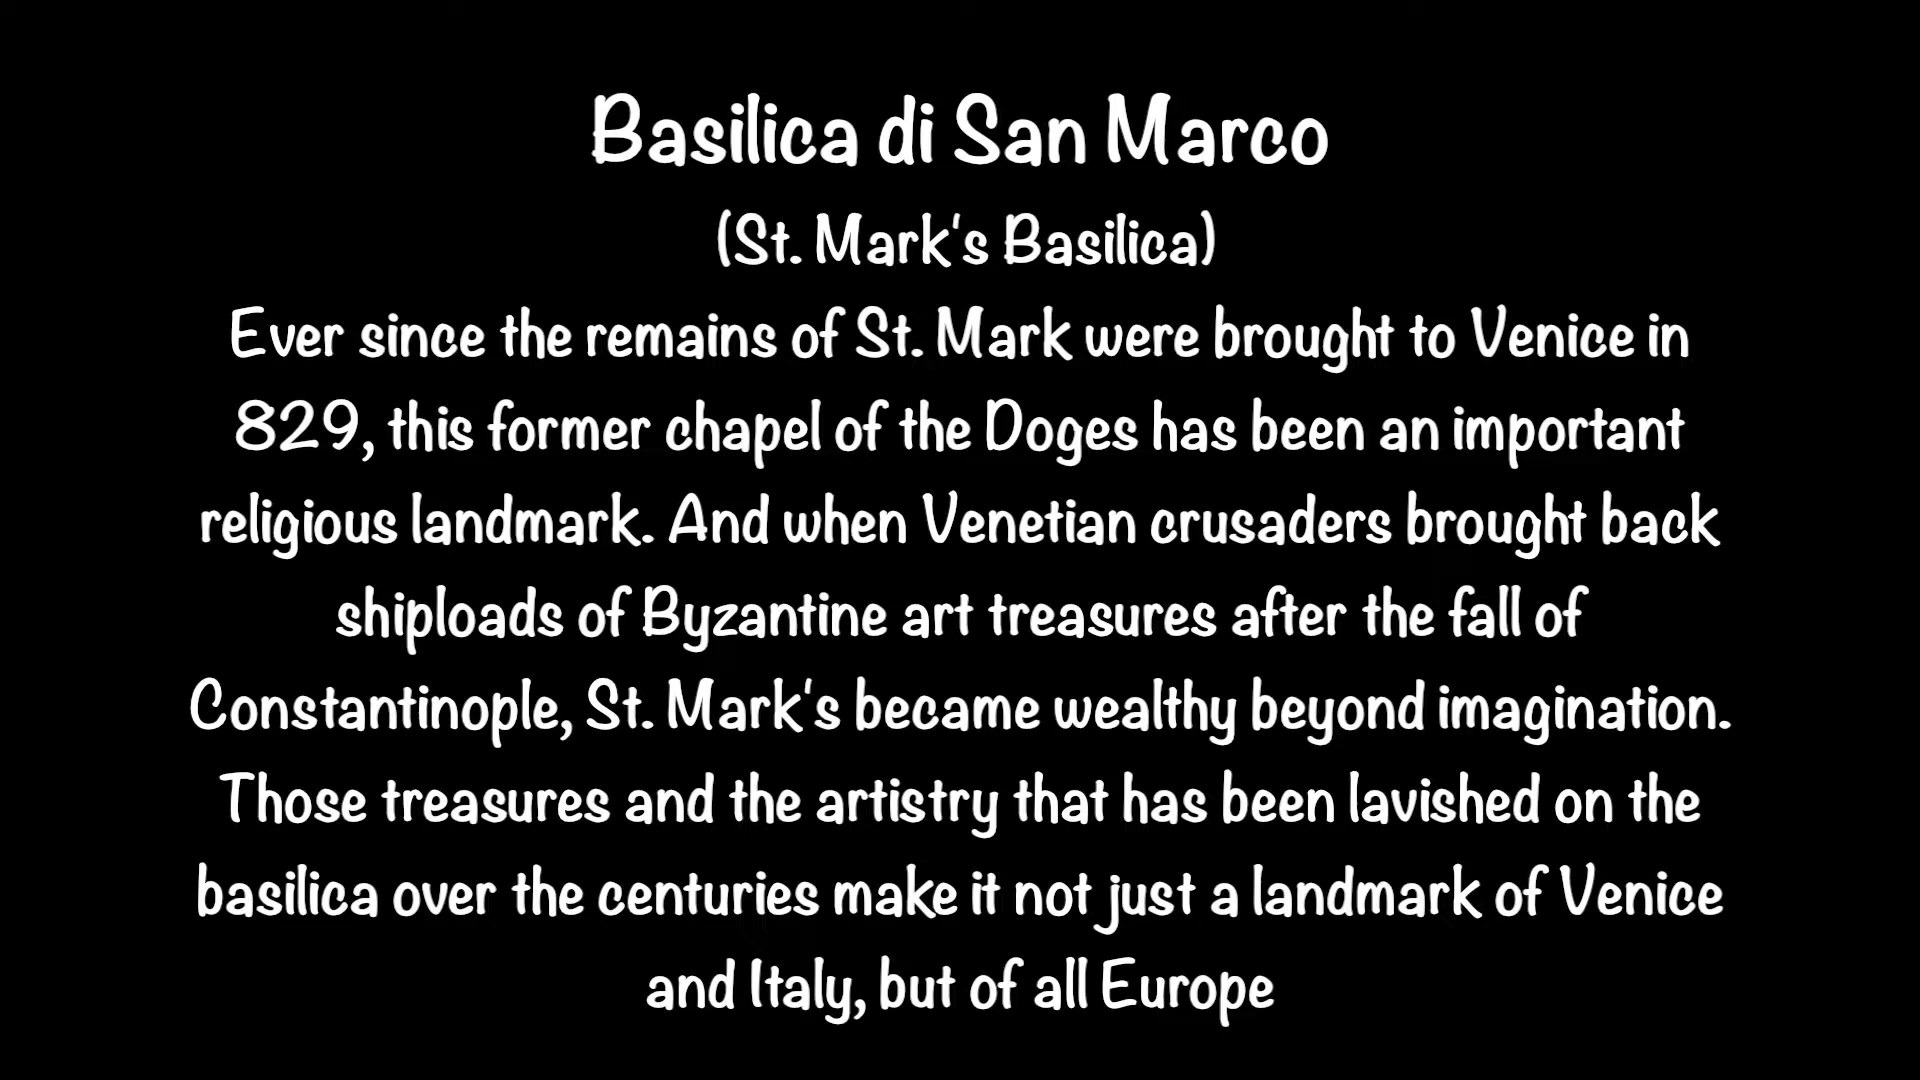 Basilica di San Marco
(St. Mark's Basilica)
Ever since the remains of St. Mark were brought to Venice in
829, this former chapel of the Doges has been an important
religious landmark. And when Venetian crusaders brought back
shiploads of Byzantine art treasures after the fall of
Constantinople, St. Mark's became wealthy beyond imagination.
Those treasures and the artistry that has been lavished on the
basilica over the centuries make it not just a landmark of Venice
and Italy, but of all Europe